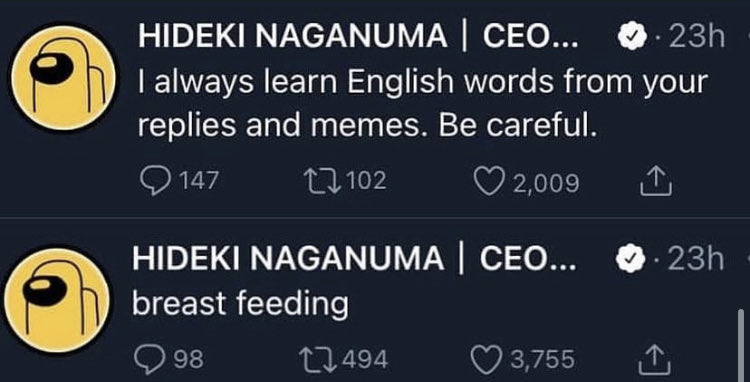 HIDEKI NAGANUMA | CEO... · 23h
I always learn English words from your
replies and memes. Be careful.
147 102 2,009
HIDEKI NAGANUMA | CEO... · 23h
breast feeding
98 494 3,755